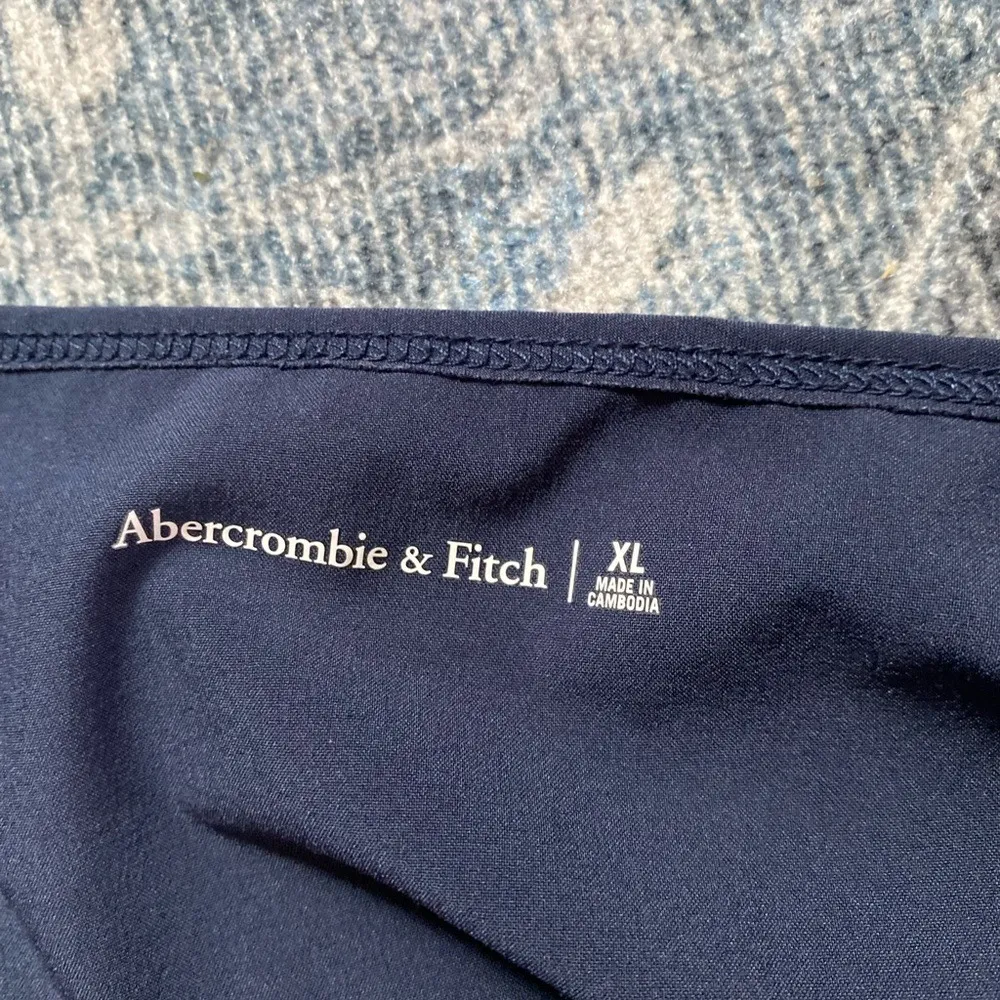 Abercrombie & Fitch | XL
MADE IN
CAMBODIA